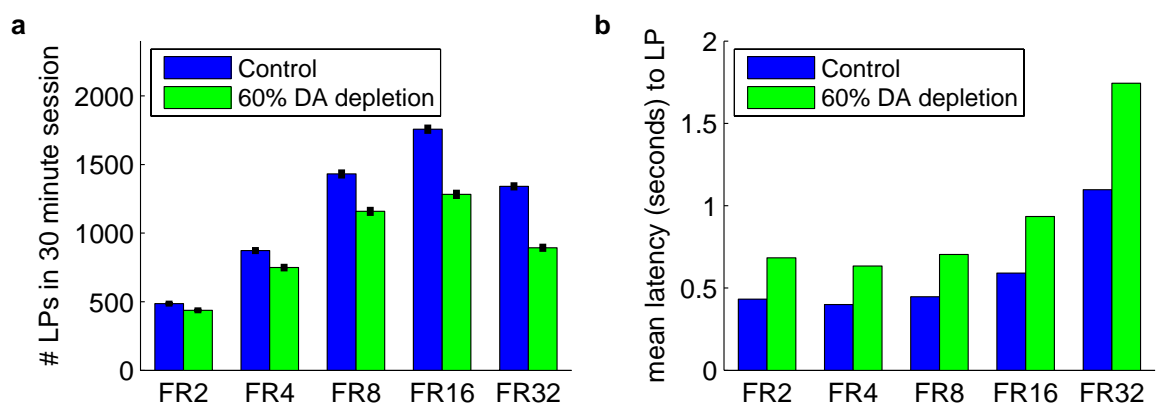 a
# LPs in 30 minute session
2000
1500
1000
500
0
Control
60% DA depletion
FR2 FR4 FR8 FR16 FR32
b
mean latency (seconds) to LP
2
1.5
1
0.5
0
Control
60% DA depletion
FR2 FR4 FR8 FR16 FR32